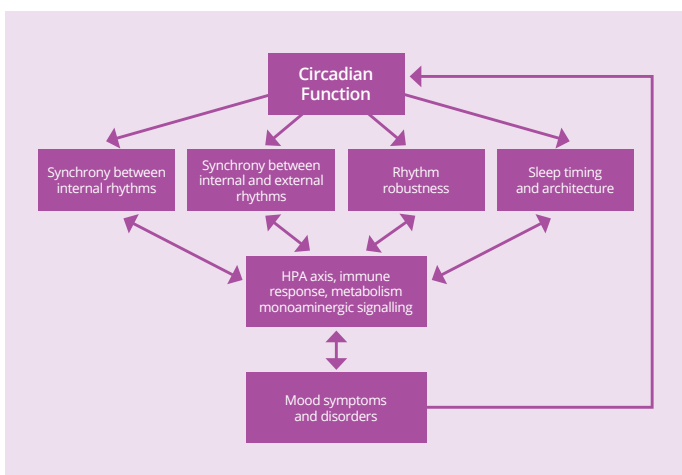 Circadian
Function
Synchrony between
internal rhythms
Synchrony between
internal and external
rhythms
Rhythm
robustness
Sleep timing
and architecture
HPA axis, immune
response, metabolism
monoaminergic signalling
Mood symptoms
and disorders